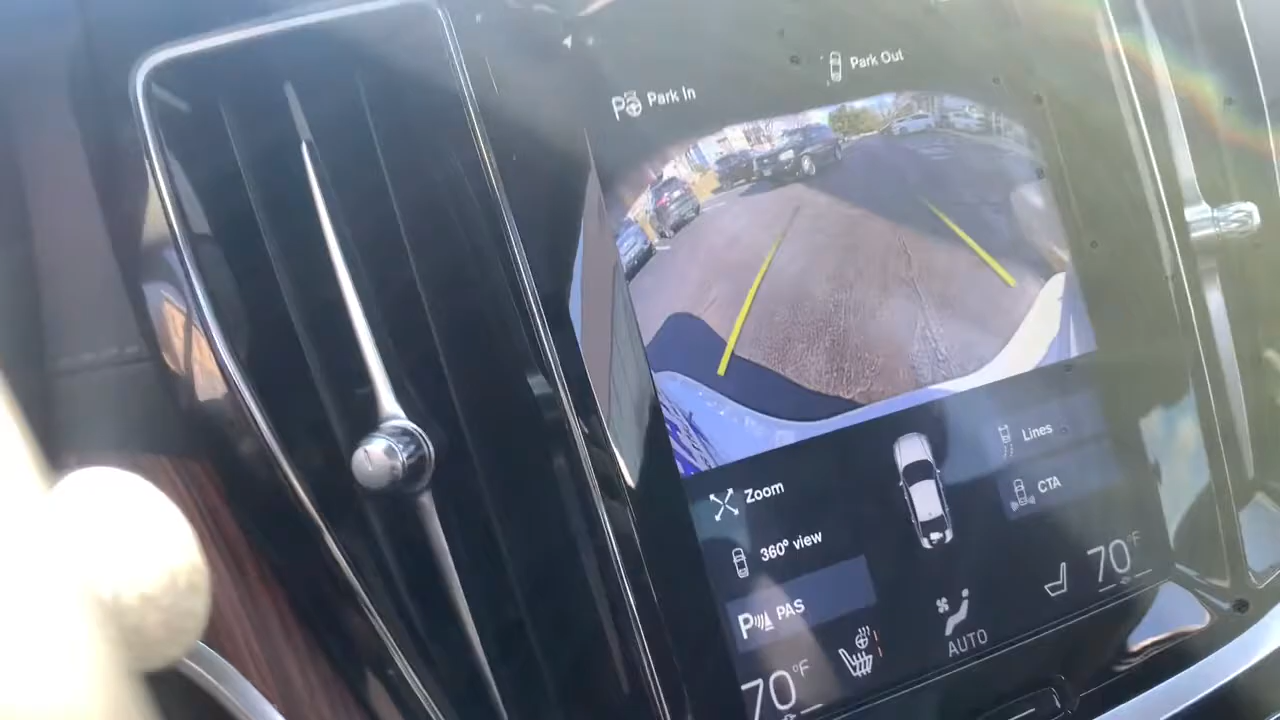 Park In
Park Out
Zoom
Lines
360° view
CTA
P PAS
70°F
AUTO
70°F